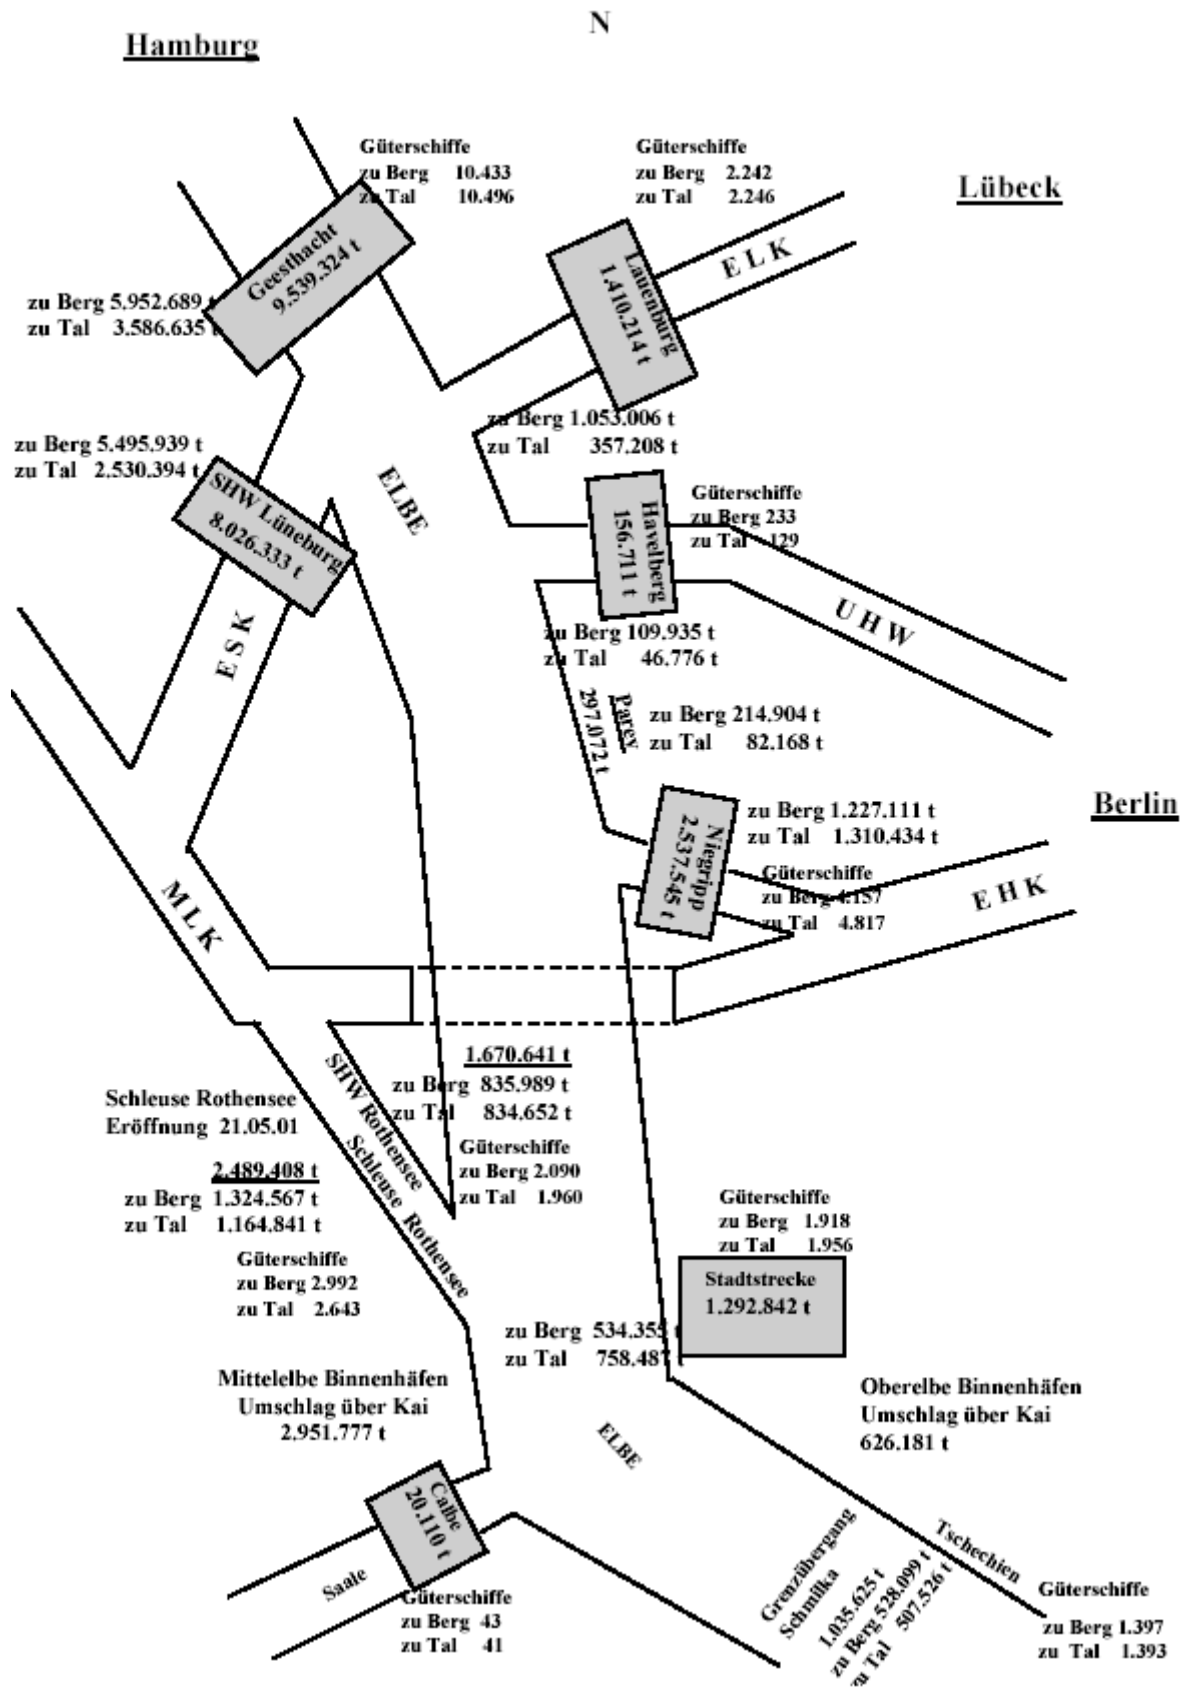 N
Hamburg
Güterschiffe
zu Berg 10.433
zu Tal 10.496
Güterschiffe
zu Berg 2.242
zu Tal 2.246
Lübeck
Geesthacht
9.539.324 t
Lauenburg
1.410.214 t
ELK
zu Berg 5.952.689 t
zu Tal 3.586.635 t
zu Berg 1.053.006 t
zu Tal 357.208 t
zu Berg 5.495.939 t
zu Tal 2.530.394 t
SHW Lüneburg
8.026.333 t
ELBE
Havelberg
156.711 t
Güterschiffe
zu Berg 233
zu Tal 129
UHW
ESK
zu Berg 109.935 t
zu Tal 46.776 t
Parey
297.072 t
zu Berg 214.904 t
zu Tal 82.168 t
Berlin
Niegripp
2.537.545 t
zu Berg 1.227.111 t
zu Tal 1.310.434 t
Güterschiffe
zu Berg 4.157
zu Tal 4.817
EHK
MLK
SHW Rothensee
1.670.641 t
zu Berg 835.989 t
zu Tal 834.652 t
Güterschiffe
zu Berg 2.090
zu Tal 1.960
Schleuse Rothensee
Eröffnung 21.05.01
2.489.408 t
zu Berg 1.324.567 t
zu Tal 1.164.841 t
Schleuse Rothensee
Güterschiffe
zu Berg 2.992
zu Tal 2.643
Güterschiffe
zu Berg 1.918
zu Tal 1.956
Stadtstrecke
1.292.842 t
zu Berg 534.355 t
zu Tal 758.487 t
Mittelelbe Binnenhäfen
Umschlag über Kai
2.951.777 t
Oberelbe Binnenhäfen
Umschlag über Kai
626.181 t
ELBE
Calbe
20.110 t
Saale
Güterschiffe
zu Berg 43
zu Tal 41
Grenzübergang
Schmilka
1.035.625 t
zu Berg 528.099 t
zu Tal 507.526 t
Tschechien
Güterschiffe
zu Berg 1.397
zu Tal 1.393